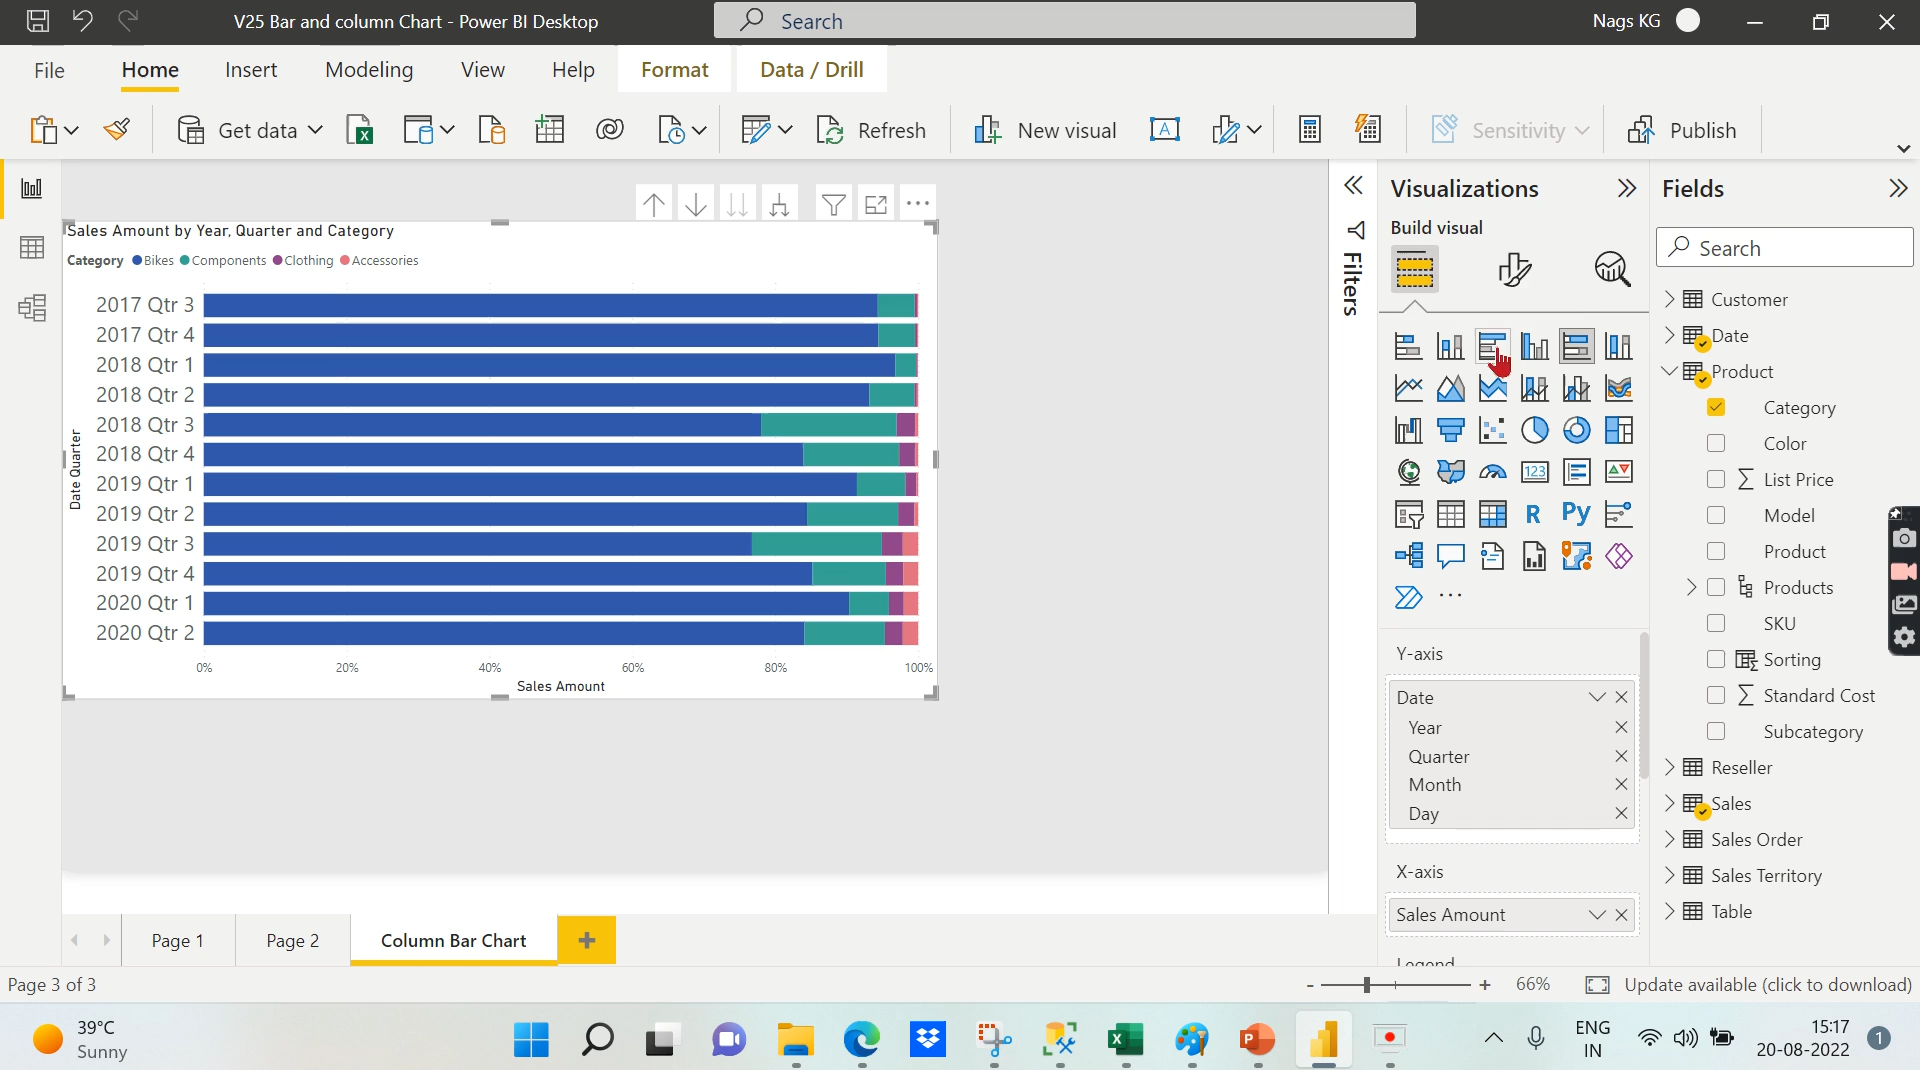 V25 Bar and column Chart - Power BI Desktop
Search
Nags KG
File
Home
Insert
Modeling
View
Help
Format
Data / Drill
Get data
Refresh
New visual
Sensitivity
Publish
Sales Amount by Year, Quarter and Category
Category Bikes Components Clothing Accessories
Date Quarter
2017 Qtr 3
2017 Qtr 4
2018 Qtr 1
2018 Qtr 2
2018 Qtr 3
2018 Qtr 4
2019 Qtr 1
2019 Qtr 2
2019 Qtr 3
2019 Qtr 4
2020 Qtr 1
2020 Qtr 2
0% 20% 40% 60% 80% 100%
Sales Amount
Filters
Visualizations
Build visual
123
R
Py
Y-axis
Date
Year
Quarter
Month
Day
X-axis
Sales Amount
Legend
Fields
Search
Customer
Date
Product
Category
Color
List Price
Model
Product
Products
SKU
Sorting
Standard Cost
Subcategory
Reseller
Sales
Sales Order
Sales Territory
Table
Page 1
Page 2
Column Bar Chart
Page 3 of 3
66%
Update available (click to download)
39°C
Sunny
ENG
IN
15:17
20-08-2022
1